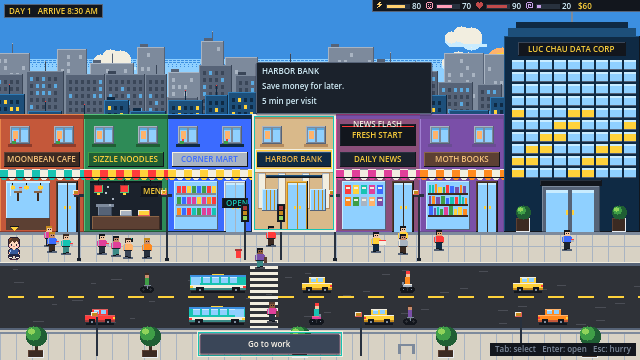 DAY 1 ARRIVE 8:30 AM
80 70 90 20 $60
LUC CHAU DATA CORP
HARBOR BANK
Save money for later.
5 min per visit
NEWS FLASH
FRESH START
MOONBEAN CAFE
SIZZLE NOODLES
CORNER MART
HARBOR BANK
DAILY NEWS
MOTH BOOKS
MENU
OPEN
Go to work
Tab: select Enter: open Esc: hurry